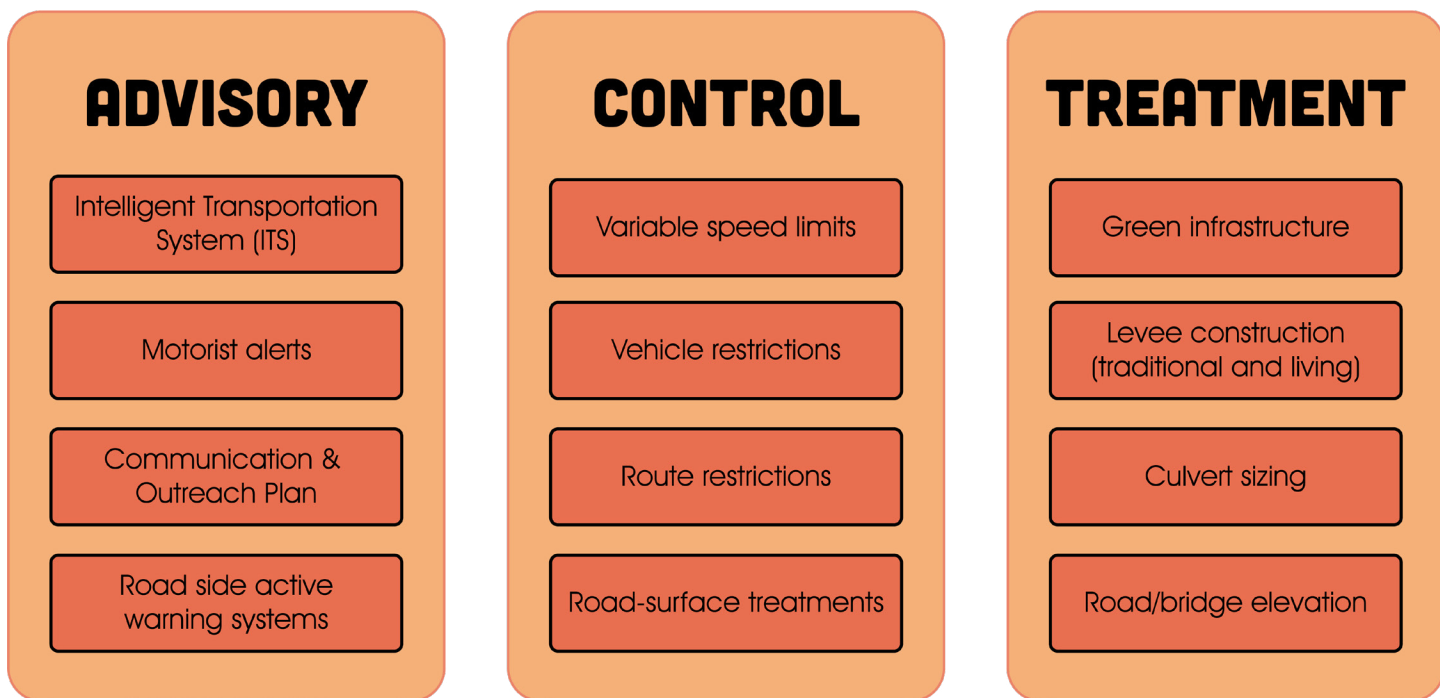 ADVISORY
Intelligent Transportation
System (ITS)
Motorist alerts
Communication &
Outreach Plan
Road side active
warning systems
CONTROL
Variable speed limits
Vehicle restrictions
Route restrictions
Road-surface treatments
TREATMENT
Green infrastructure
Levee construction
(traditional and living)
Culvert sizing
Road/bridge elevation